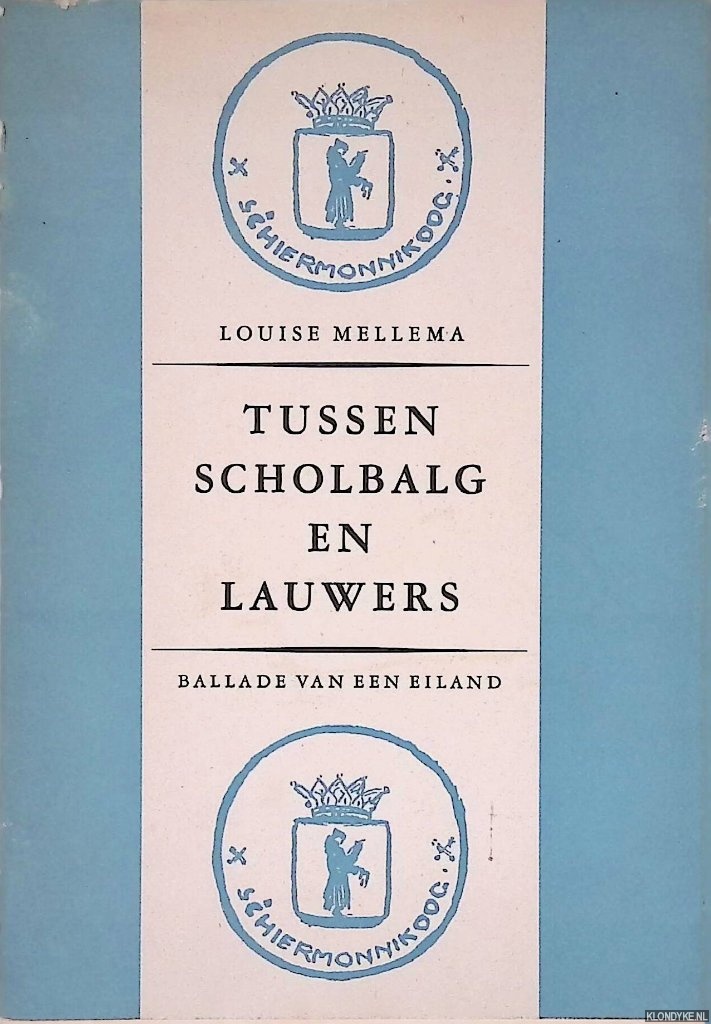 SCHIERMONNIKOOG.
LOUISE MELLEMA
TUSSEN
SCHOLBALG
EN
LAUWERS
BALLADE VAN EEN EILAND
SCHIERMONNIKOOG.
KLONDYKE.NL